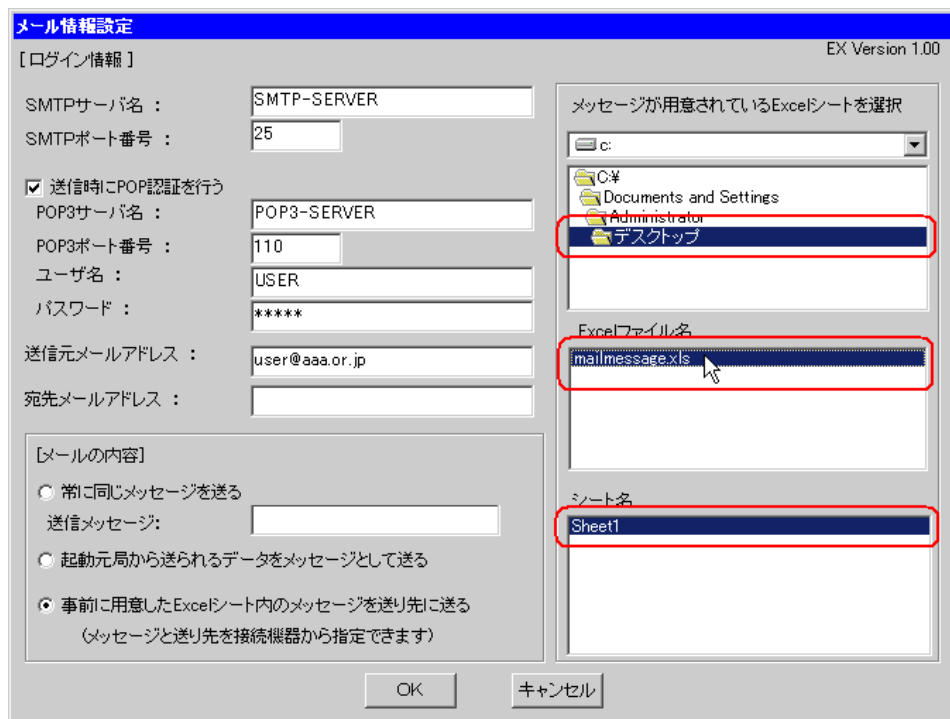 メール情報設定
[ログイン情報]
EX Version 1.00
SMTPサーバ名 :
SMTP-SERVER
SMTPポート番号 :
25
送信時にPOP認証を行う
POP3サーバ名 :
POP3-SERVER
POP3ポート番号 :
110
ユーザ名 :
USER
パスワード :
*****
送信元メールアドレス :
user@aaa.or.jp
宛先メールアドレス :
[メールの内容]
常に同じメッセージを送る
送信メッセージ:
起動元局から送られるデータをメッセージとして送る
事前に用意したExcelシート内のメッセージを送り先に送る
(メッセージと送り先を接続機器から指定できます)
メッセージが用意されているExcelシートを選択
c:
C:¥
Documents and Settings
Administrator
デスクトップ
Excelファイル名
mailmessage.xls
シート名
Sheet1
OK
キャンセル